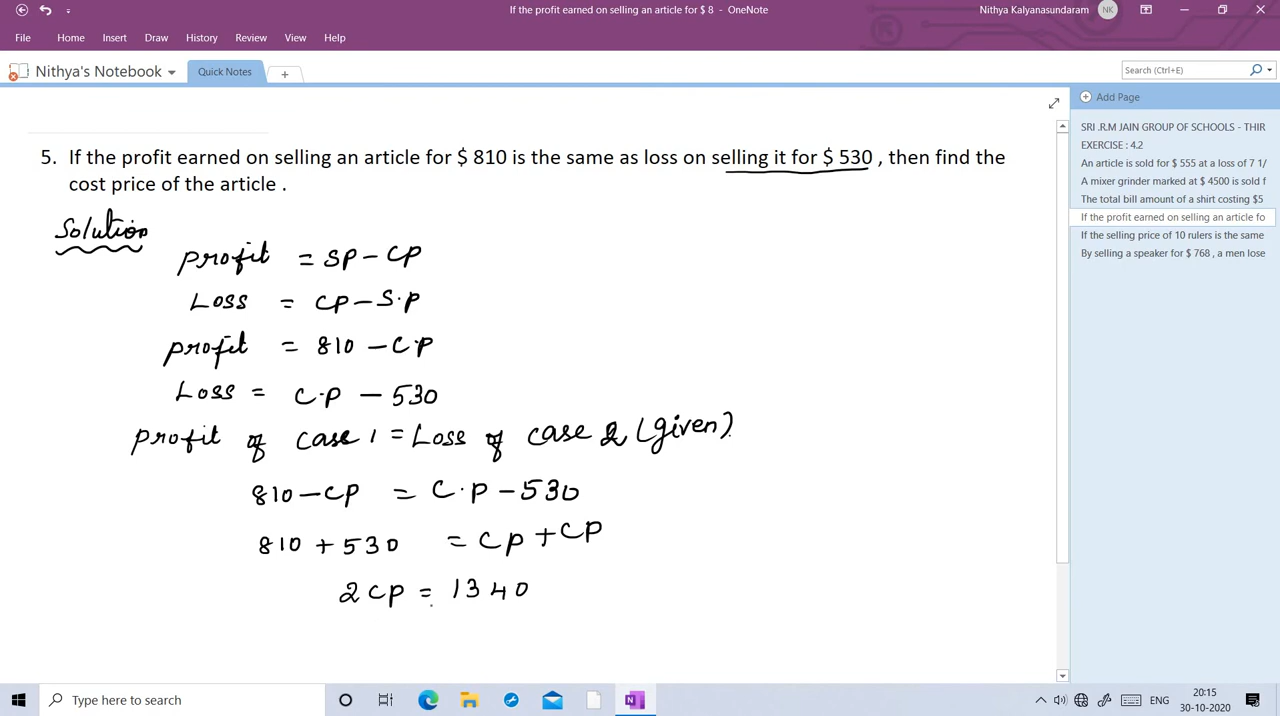 If the profit earned on selling an article for $ 8 - OneNote
Nithya Kalyanasundaram NK
File Home Insert Draw History Review View Help
Nithya's Notebook Quick Notes +
Search (Ctrl+E)
Add Page
SRI .R.M JAIN GROUP OF SCHOOLS - THIR
EXERCISE : 4.2
An article is sold for $ 555 at a loss of 7 1/
A mixer grinder marked at $ 4500 is sold f
The total bill amount of a shirt costing $5
If the profit earned on selling an article fo
If the selling price of 10 rulers is the same
By selling a speaker for $ 768 , a men lose
5. If the profit earned on selling an article for $ 810 is the same as loss on selling it for $ 530 , then find the
cost price of the article .
Solution
profit = SP - CP
Loss = CP - S.P
profit = 810 - C.P
Loss = C.P - 530
profit of case 1 = Loss of case 2 (given).
810 - CP = C.P - 530
810 + 530 = CP + CP
2 CP = 1340
Type here to search
ENG
20:15
30-10-2020